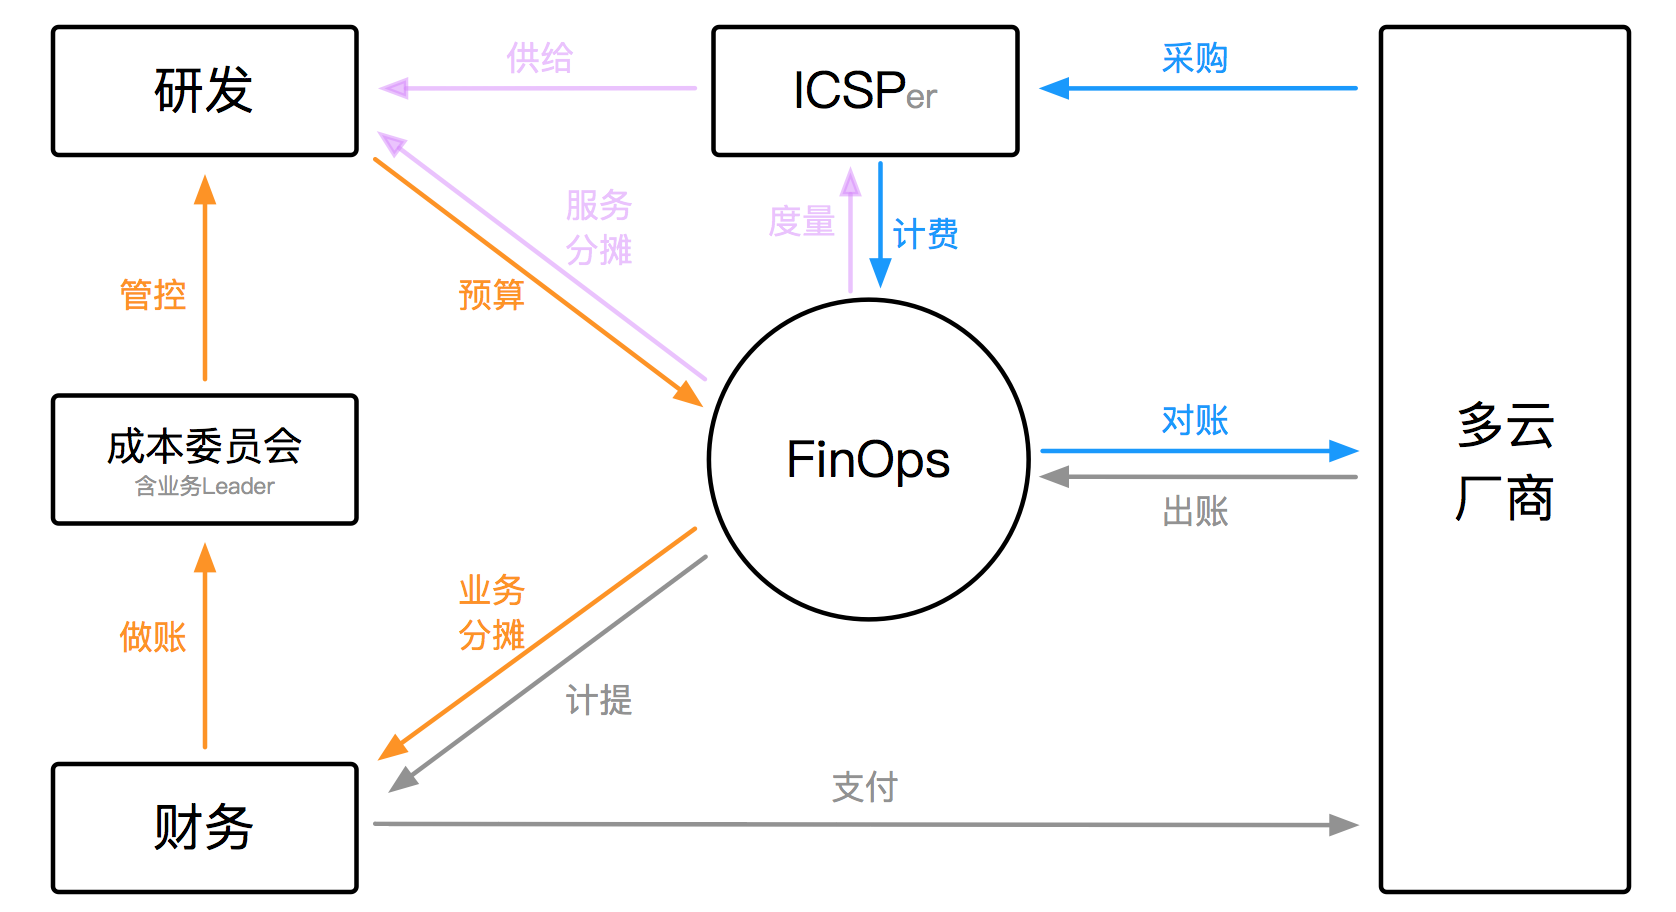 研发
供给
ICSPer
采购
服务
分摊
度量
计费
管控
预算
成本委员会
含业务Leader
FinOps
对账
出账
多云
厂商
业务
分摊
做账
计提
支付
财务